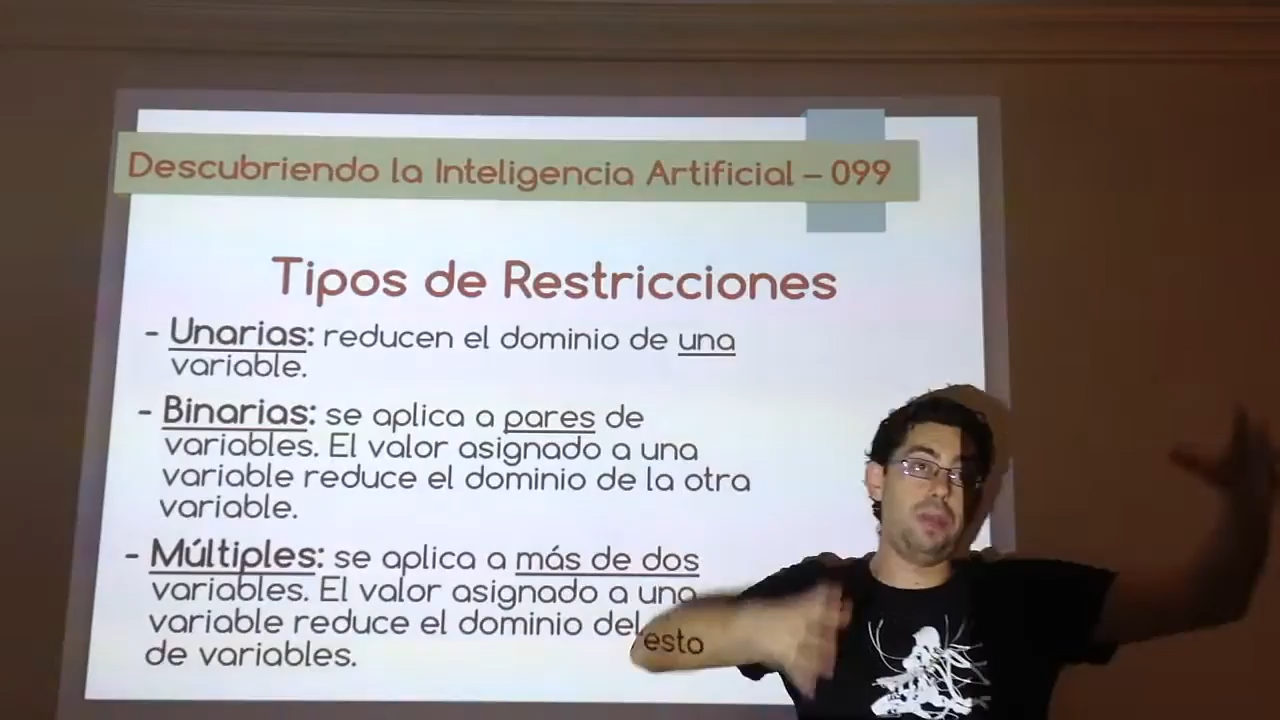 Descubriendo la Inteligencia Artificial – 099
Tipos de Restricciones
- Unarias: reducen el dominio de una
variable.
- Binarias: se aplica a pares de
variables. El valor asignado a una
variable reduce el dominio de la otra
variable.
- Múltiples: se aplica a más de dos
variables. El valor asignado a una
variable reduce el dominio del esto
de variables.